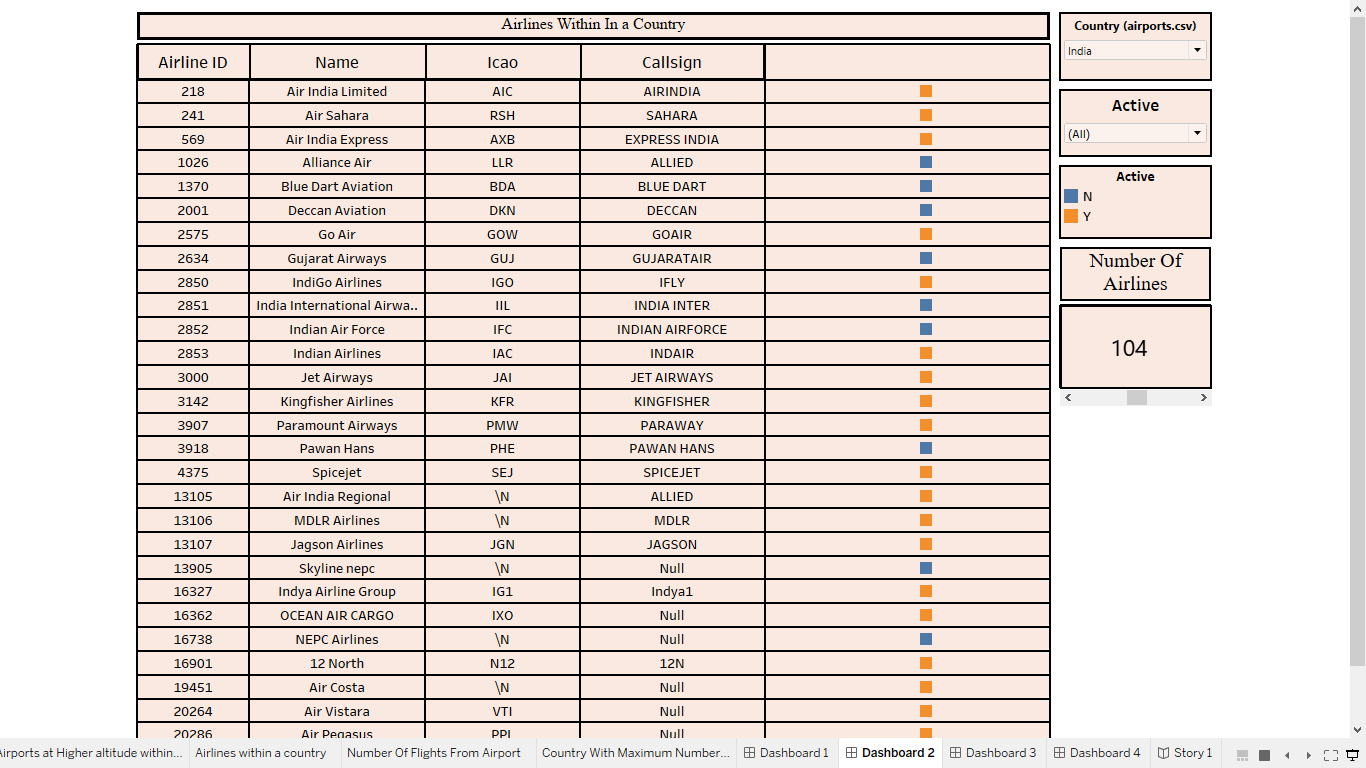 Airlines Within In a Country
Airline ID Name Icao Callsign
218 Air India Limited AIC AIRINDIA
241 Air Sahara RSH SAHARA
569 Air India Express AXB EXPRESS INDIA
1026 Alliance Air LLR ALLIED
1370 Blue Dart Aviation BDA BLUE DART
2001 Deccan Aviation DKN DECCAN
2575 Go Air GOW GOAIR
2634 Gujarat Airways GUJ GUJARATAIR
2850 IndiGo Airlines IGO IFLY
2851 India International Airwa.. IIL INDIA INTER
2852 Indian Air Force IFC INDIAN AIRFORCE
2853 Indian Airlines IAC INDAIR
3000 Jet Airways JAI JET AIRWAYS
3142 Kingfisher Airlines KFR KINGFISHER
3907 Paramount Airways PMW PARAWAY
3918 Pawan Hans PHE PAWAN HANS
4375 Spicejet SEJ SPICEJET
13105 Air India Regional \N ALLIED
13106 MDLR Airlines \N MDLR
13107 Jagson Airlines JGN JAGSON
13905 Skyline nepc \N Null
16327 Indya Airline Group IG1 Indya1
16362 OCEAN AIR CARGO IXO Null
16738 NEPC Airlines \N Null
16901 12 North N12 12N
19451 Air Costa \N Null
20264 Air Vistara VTI Null
20286 Air Pegasus PPL Null
Country (airports.csv)
India
Active
(All)
Active
N
Y
Number Of
Airlines
104
Airports at Higher altitude within... Airlines within a country Number Of Flights From Airport Country With Maximum Number... Dashboard 1 Dashboard 2 Dashboard 3 Dashboard 4 Story 1